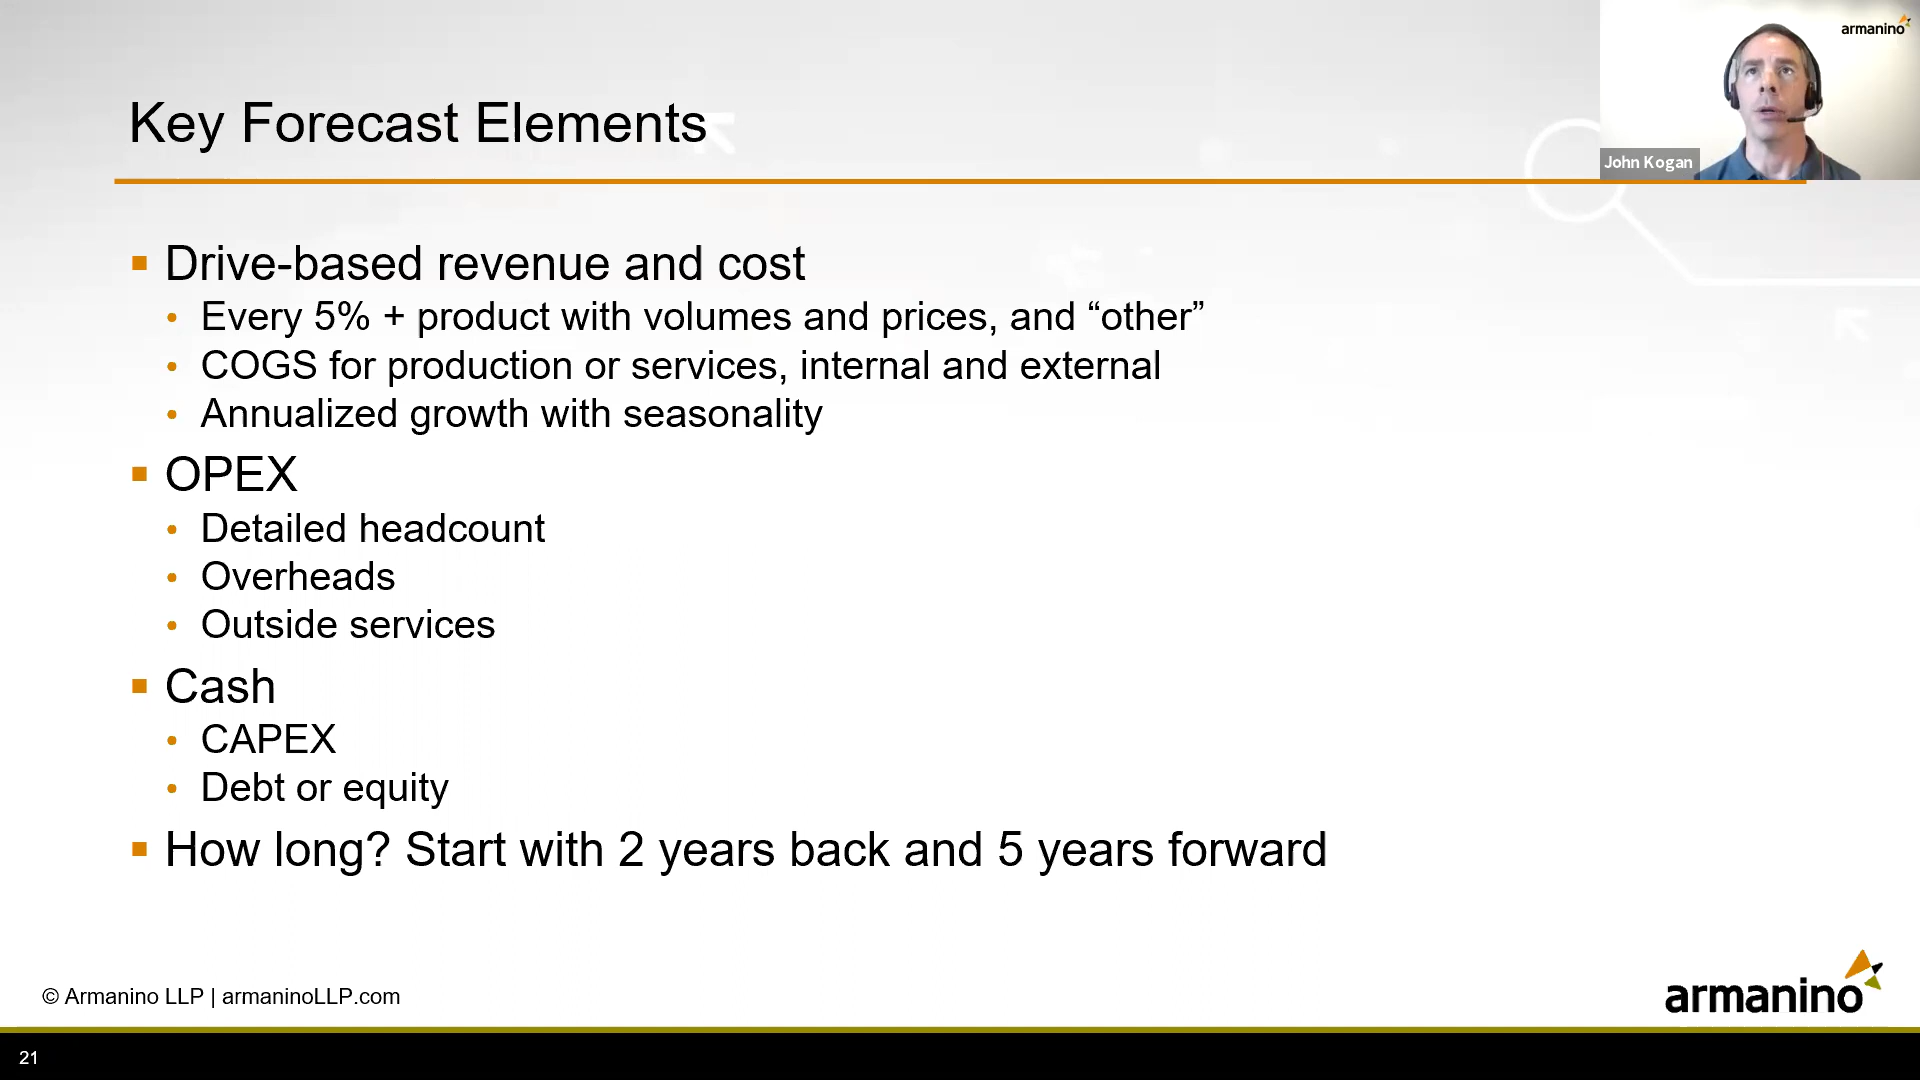 armanino
Key Forecast Elements
John Kogan
Drive-based revenue and cost
Every 5% + product with volumes and prices, and “other”
COGS for production or services, internal and external
Annualized growth with seasonality
OPEX
Detailed headcount
Overheads
Outside services
Cash
CAPEX
Debt or equity
How long? Start with 2 years back and 5 years forward
© Armanino LLP | armaninoLLP.com
armanino
21